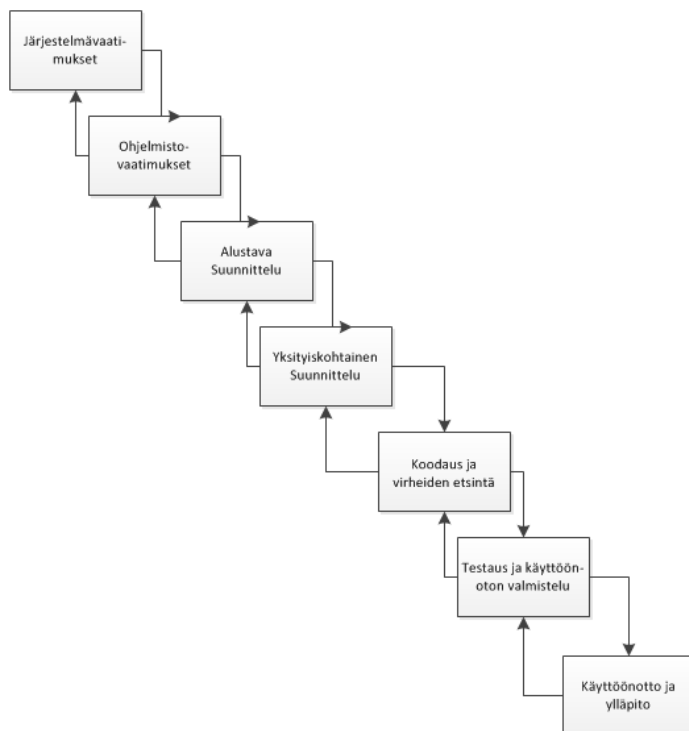 Järjestelmävaati-
mukset
Ohjelmisto-
vaatimukset
Alustava
Suunnittelu
Yksityiskohtainen
Suunnittelu
Koodaus ja
virheiden etsintä
Testaus ja käyttöön-
oton valmistelu
Käyttöönotto ja
ylläpito